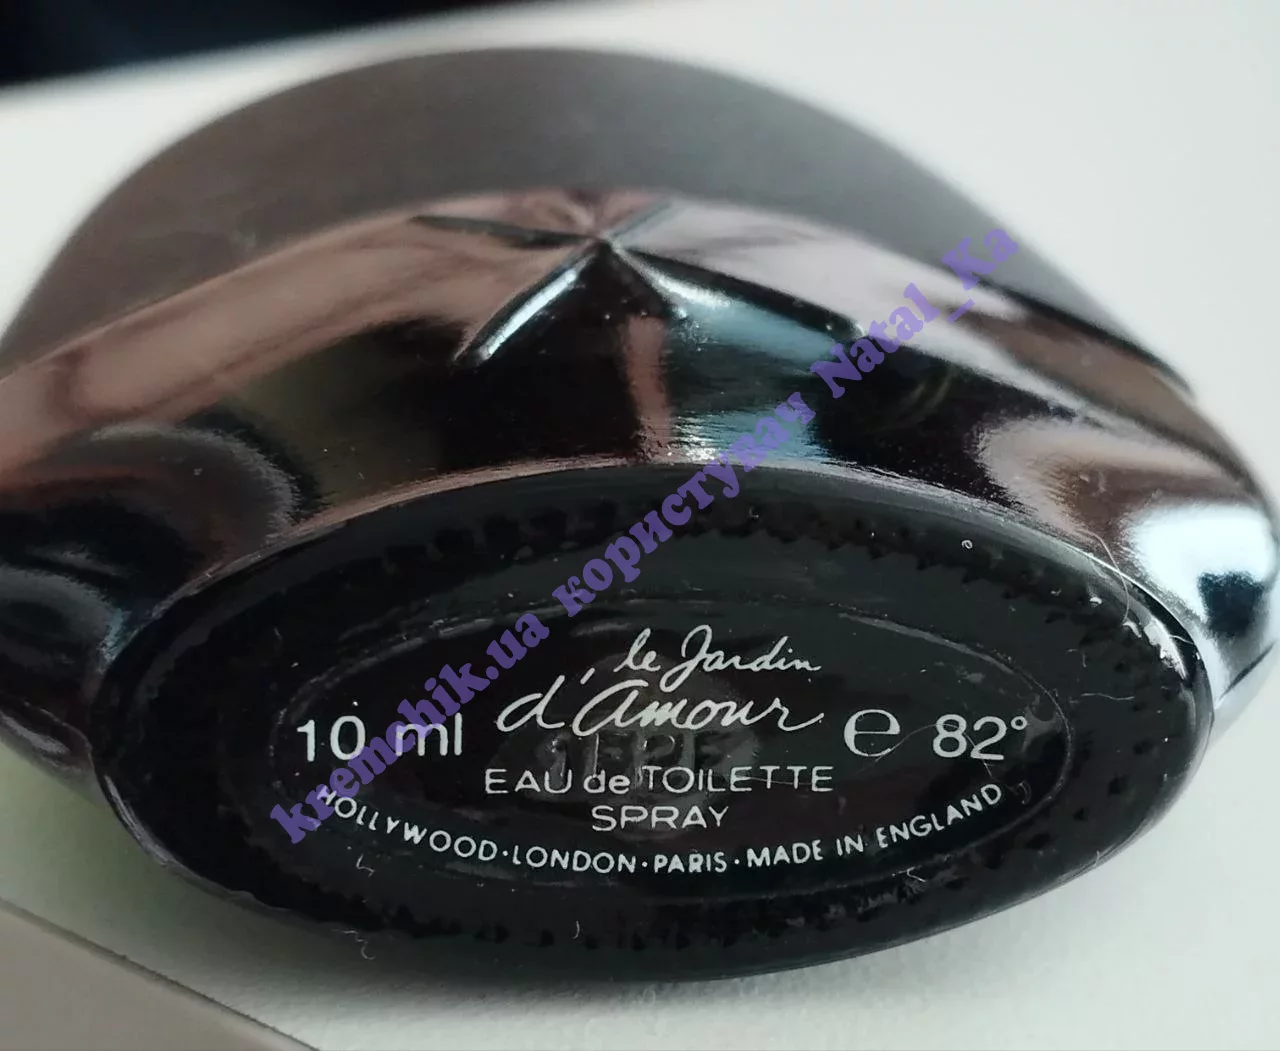 kremchik.ua користувач Natal_Ka
le Jardin
d'Amour
10 ml
e 82°
EAU de TOILETTE
SPRAY
HOLLYWOOD·LONDON·PARIS·MADE IN ENGLAND